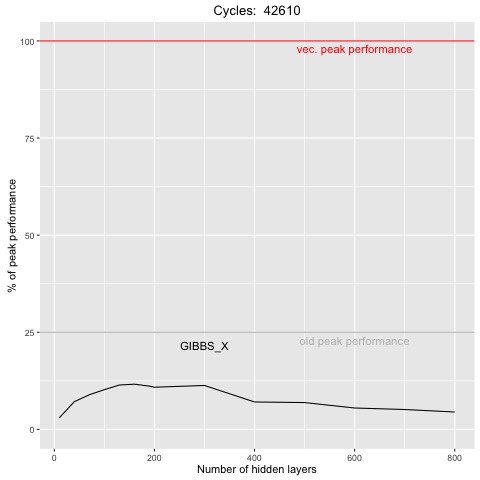 Cycles:  42610
100
vec. peak performance
75
% of peak performance
50
25
old peak performance
GIBBS_X
0
0 200 400 600 800
Number of hidden layers